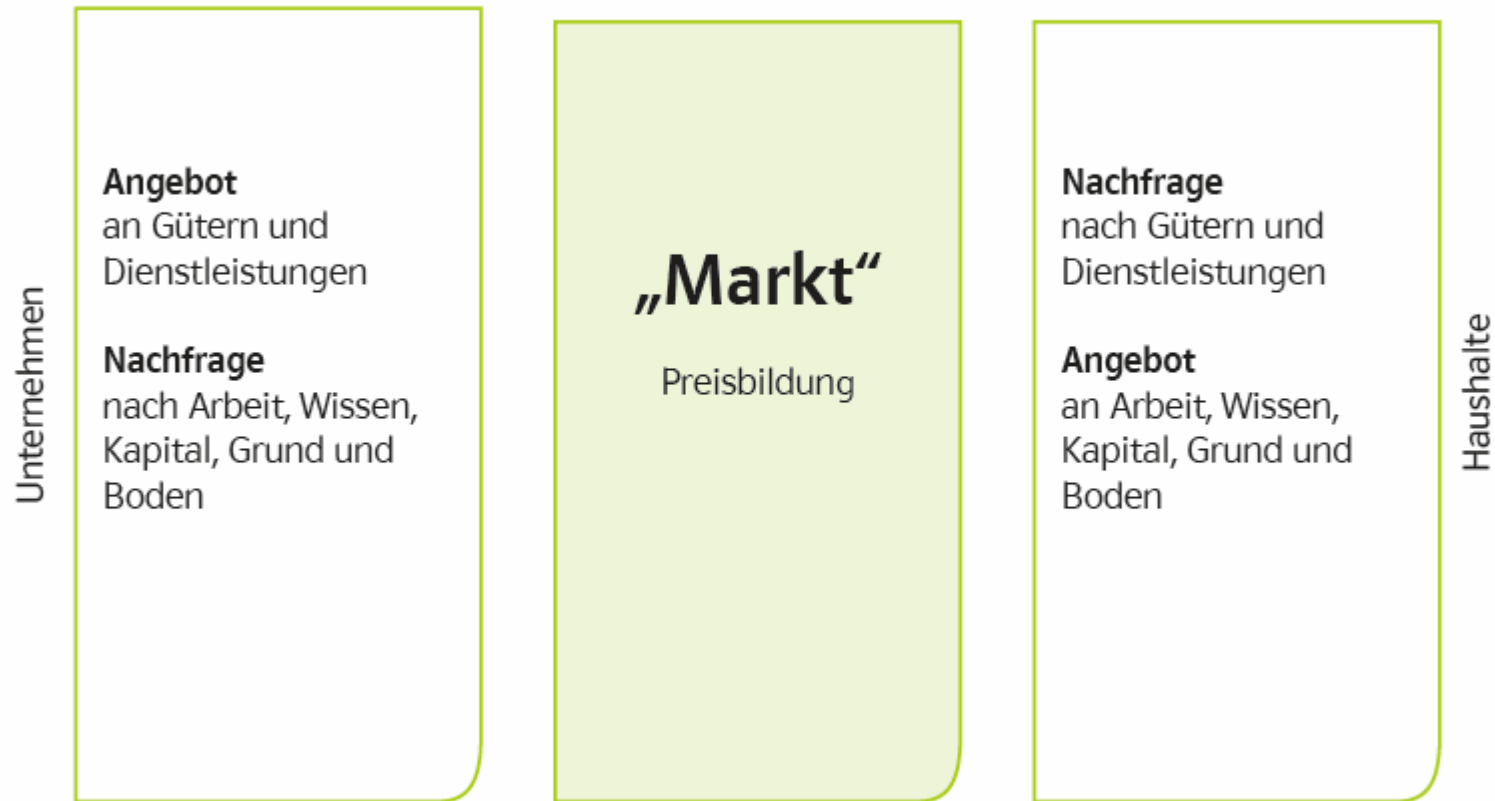 Unternehmen
Angebot
an Gütern und
Dienstleistungen
Nachfrage
nach Arbeit, Wissen,
Kapital, Grund und
Boden
„Markt“
Preisbildung
Nachfrage
nach Gütern und
Dienstleistungen
Angebot
an Arbeit, Wissen,
Kapital, Grund und
Boden
Haushalte